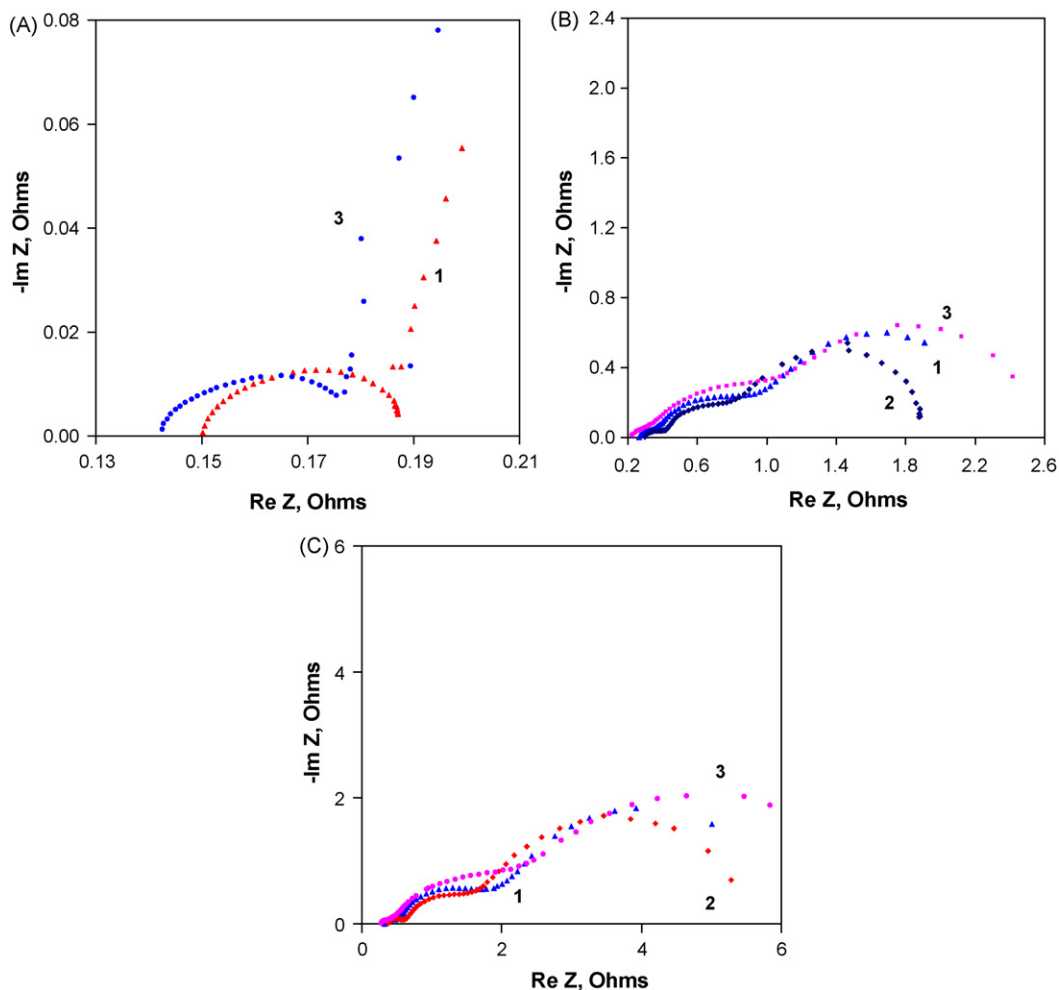 (A)
0.08
0.06
0.04
0.02
0.00
-Im Z, Ohms
3
1
0.13 0.15 0.17 0.19 0.21
Re Z, Ohms
(B)
2.4
2.0
1.6
1.2
0.8
0.4
0.0
-Im Z, Ohms
3
1
2
0.2 0.6 1.0 1.4 1.8 2.2 2.6
Re Z, Ohms
(C)
6
4
2
0
-Im Z, Ohms
3
1
2
0 2 4 6
Re Z, Ohms